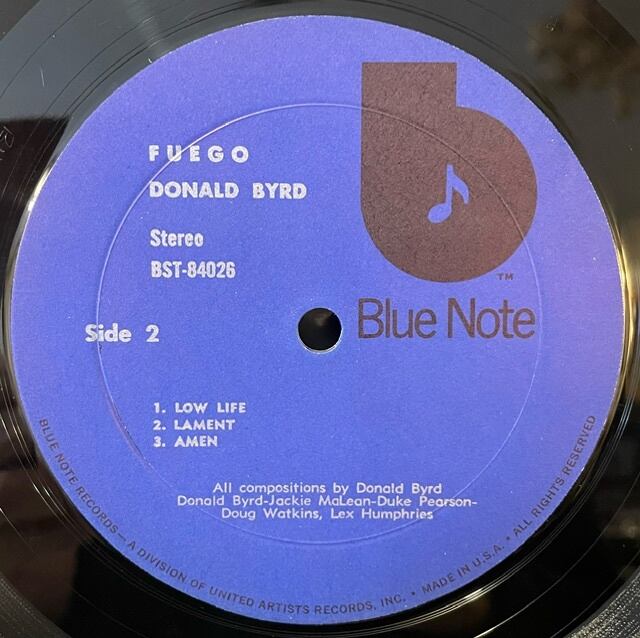 FUEGO
DONALD BYRD
Stereo
BST-84026
Side 2
TM
Blue Note
1. LOW LIFE
2. LAMENT
3. AMEN
All compositions by Donald Byrd
Donald Byrd-Jackie MaLean-Duke Pearson-
Doug Watkins, Lex Humphries
BLUE NOTE RECORDS — A DIVISION OF UNITED ARTISTS RECORDS, INC. • MADE IN U.S.A. • ALL RIGHTS RESERVED